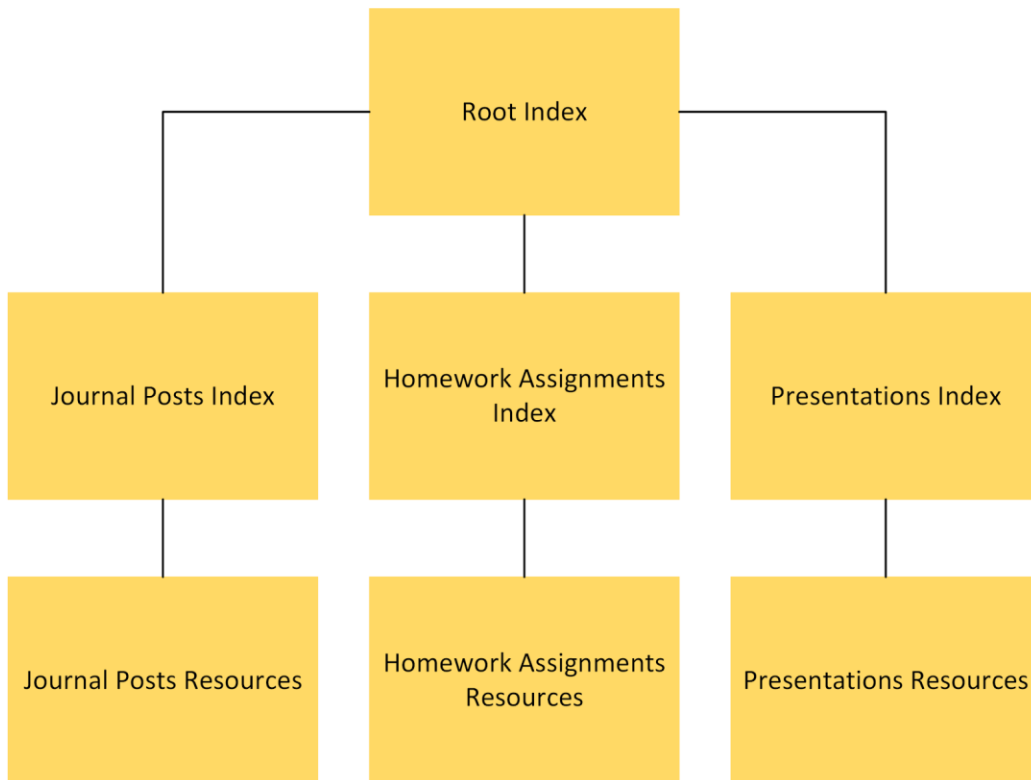 Root Index
Journal Posts Index
Homework Assignments
Index
Presentations Index
Journal Posts Resources
Homework Assignments
Resources
Presentations Resources